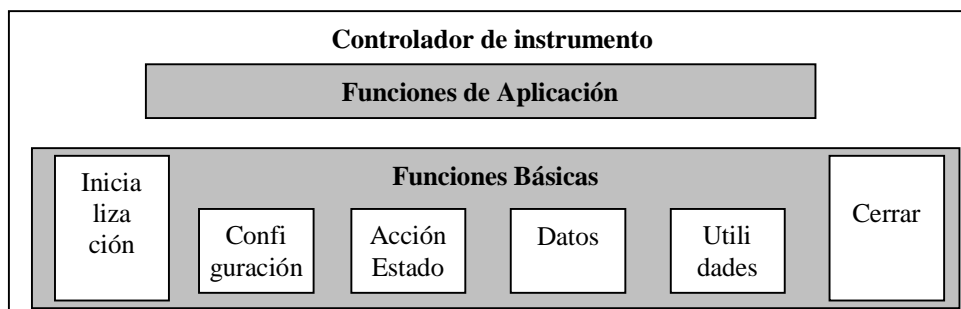 Controlador de instrumento
Funciones de Aplicación
Funciones Básicas
Inicia
liza
ción
Confi
guración
Acción
Estado
Datos
Utili
dades
Cerrar